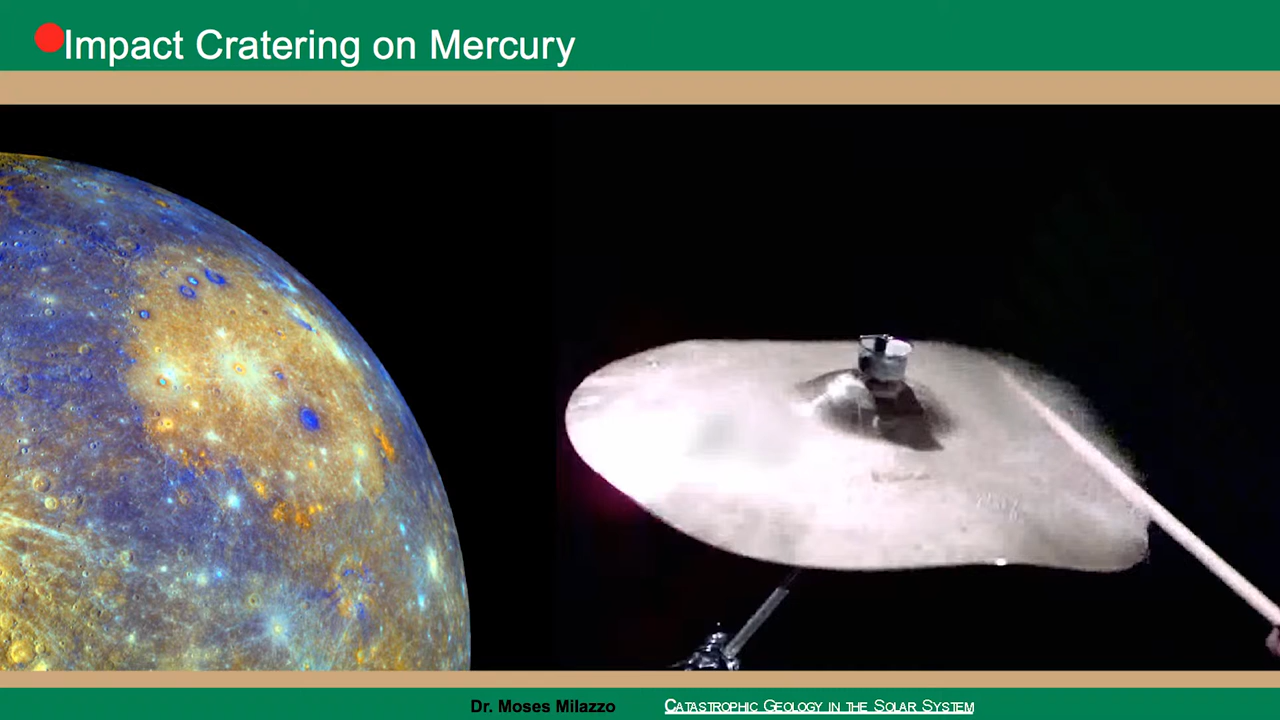 Impact Cratering on Mercury
Dr. Moses Milazzo
CATASTROPHIC GEOLOGY IN THE SOLAR SYSTEM